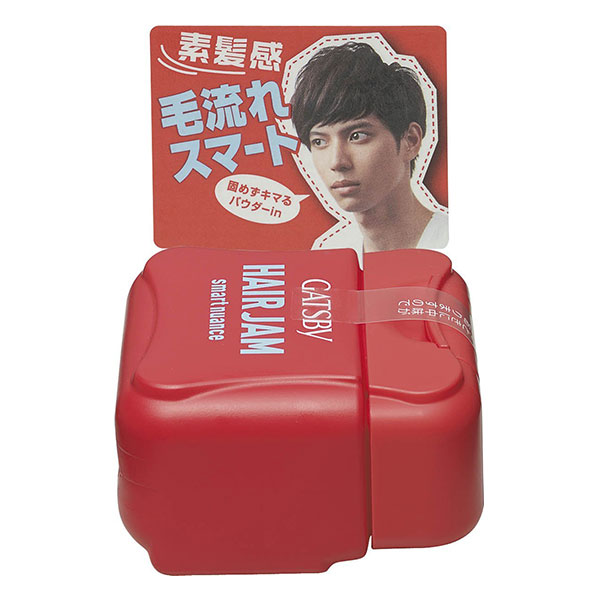 素髪感
毛流れ
スマート
固めずキマる
パウダーin
GATSBY
HAIR JAM
smart nuance